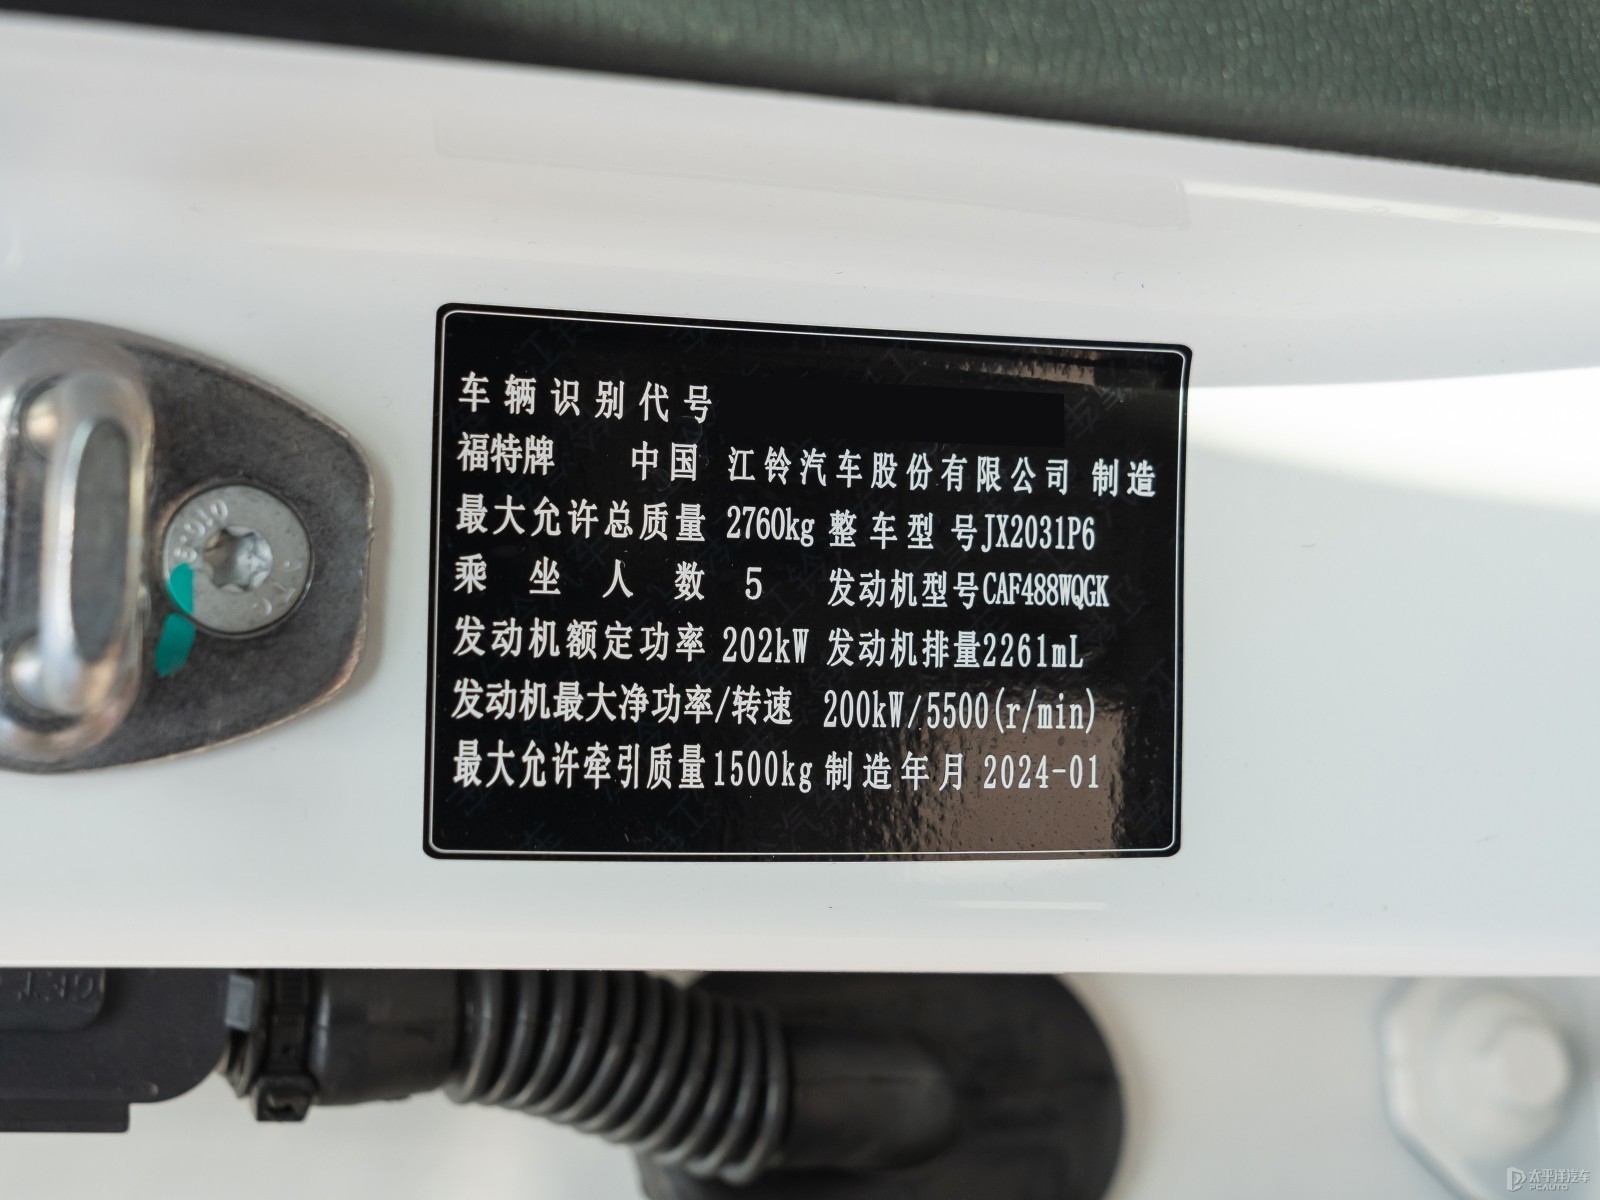 车辆识别代号
福特牌 中国 江铃汽车股份有限公司 制造
最大允许总质量 2760kg 整车型号JX2031P6
乘坐人数 5 发动机型号CAF488WQGK
发动机额定功率 202kW 发动机排量2261mL
发动机最大净功率/转速 200kW/5500(r/min)
最大允许牵引质量1500kg 制造年月 2024-01
太平洋汽车
PCAUTO